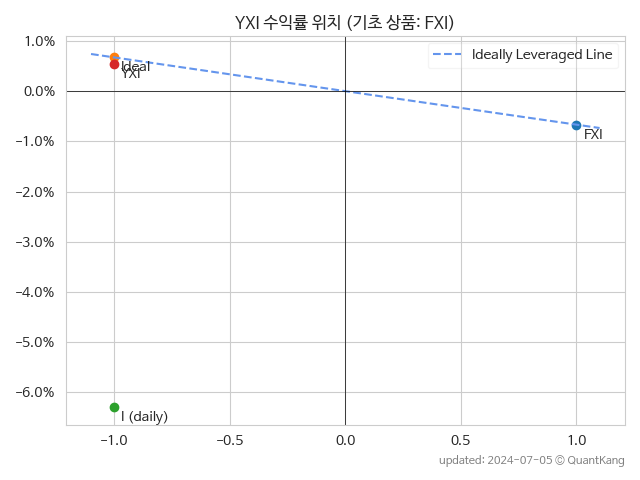 YXI 수익률 위치 (기초 상품: FXI)
1.0%
0.0%
−1.0%
−2.0%
−3.0%
−4.0%
−5.0%
−6.0%
Ideally Leveraged Line
Ideal
YXI
FXI
I (daily)
−1.0 −0.5 0.0 0.5 1.0
updated: 2024-07-05 © QuantKang